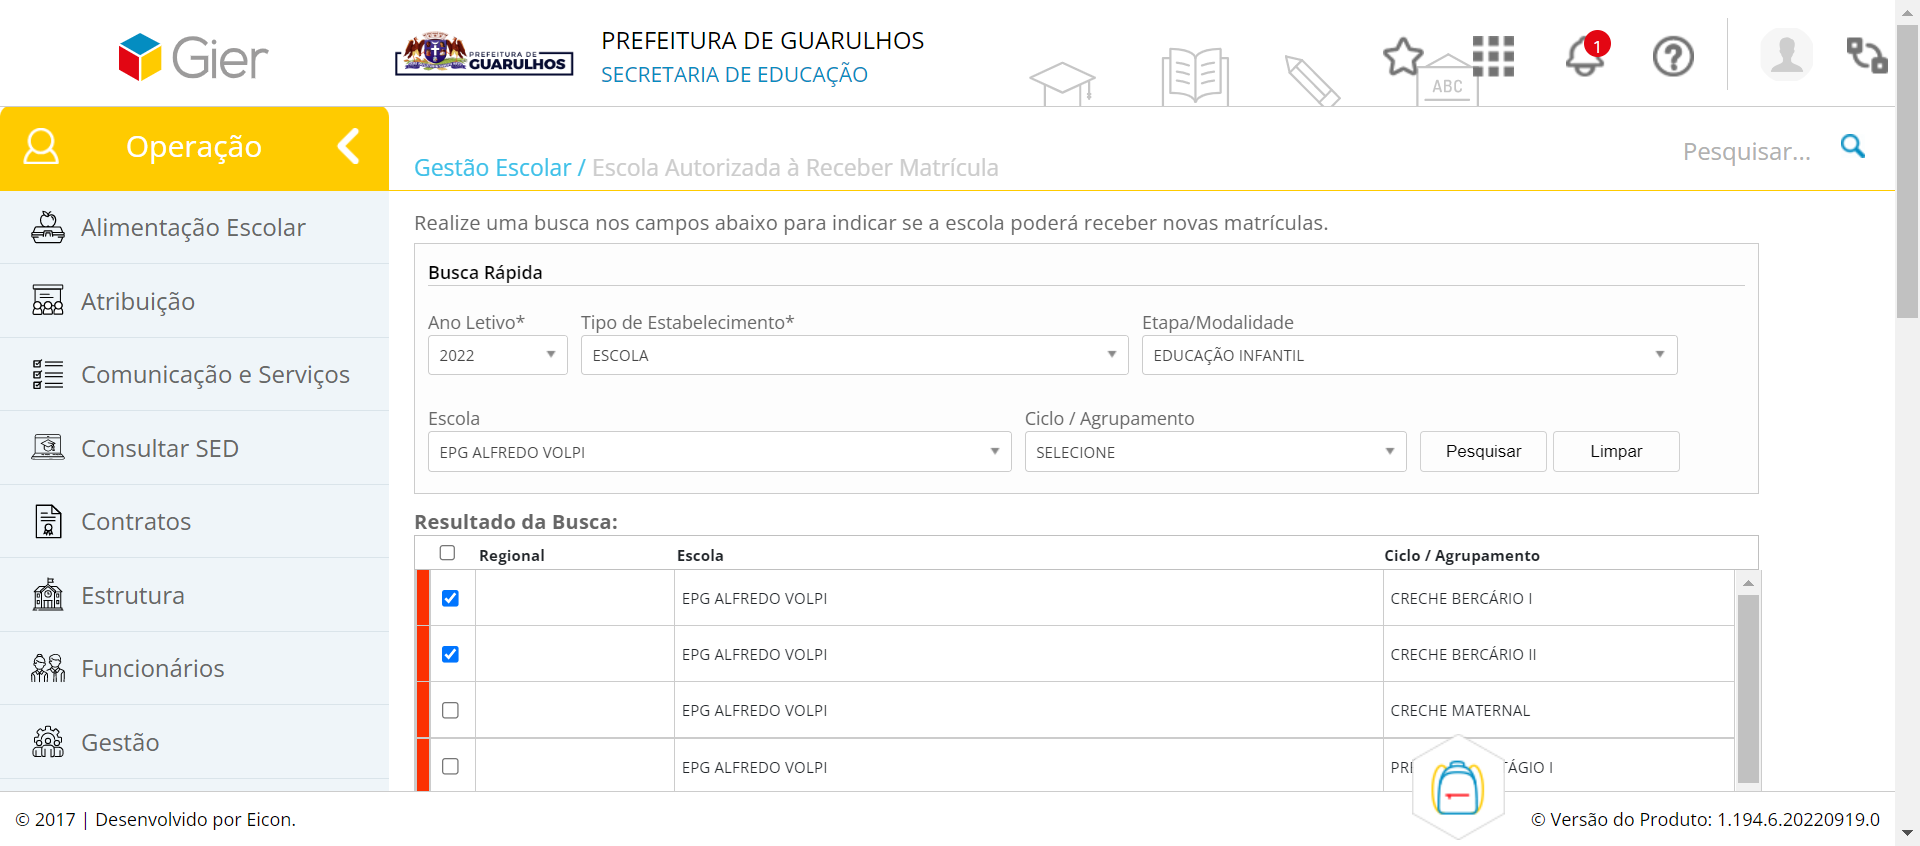 Gier
PREFEITURA DE
GUARULHOS
PREFEITURA DE GUARULHOS
SECRETARIA DE EDUCAÇÃO
ABC
1
Operação
Gestão Escolar / Escola Autorizada à Receber Matrícula
Pesquisar...
Alimentação Escolar
Atribuição
Comunicação e Serviços
Consultar SED
Contratos
Estrutura
Funcionários
Gestão
Realize uma busca nos campos abaixo para indicar se a escola poderá receber novas matrículas.
Busca Rápida
Ano Letivo* Tipo de Estabelecimento* Etapa/Modalidade
2022 ESCOLA EDUCAÇÃO INFANTIL
Escola Ciclo / Agrupamento
EPG ALFREDO VOLPI SELECIONE Pesquisar Limpar
Resultado da Busca:
Regional Escola Ciclo / Agrupamento
EPG ALFREDO VOLPI CRECHE BERCÁRIO I
EPG ALFREDO VOLPI CRECHE BERCÁRIO II
EPG ALFREDO VOLPI CRECHE MATERNAL
EPG ALFREDO VOLPI I
© 2017 | Desenvolvido por Eicon.
© Versão do Produto: 1.194.6.20220919.0